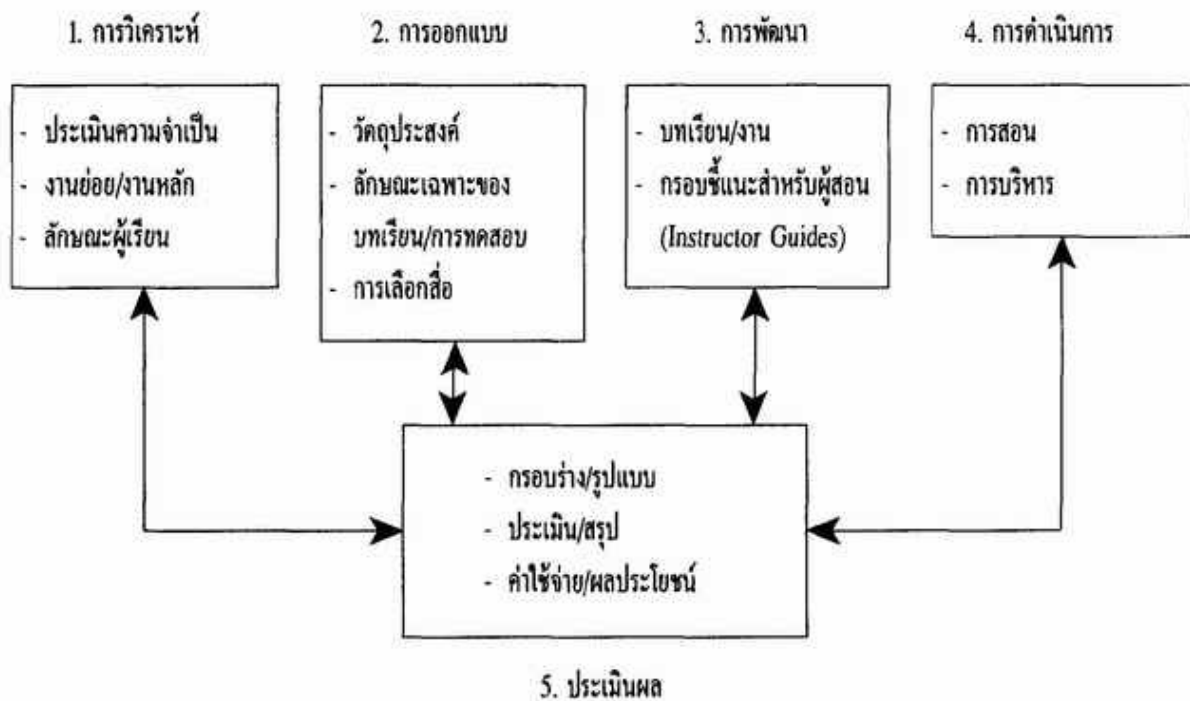 1. การวิเคราะห์
2. การออกแบบ
3. การพัฒนา
4. การดำเนินการ
- ประเมินความจำเป็น
- งานย่อย/งานหลัก
- ลักษณะผู้เรียน
- วัตถุประสงค์
- ลักษณะเฉพาะของ
บทเรียน/การทดสอบ
- การเลือกสื่อ
- บทเรียน/งาน
- กรอบชี้แนะสำหรับผู้สอน
(Instructor Guides)
- การสอน
- การบริหาร
- กรอบร่าง/รูปแบบ
- ประเมิน/สรุป
- ค่าใช้จ่าย/ผลประโยชน์
5. ประเมินผล